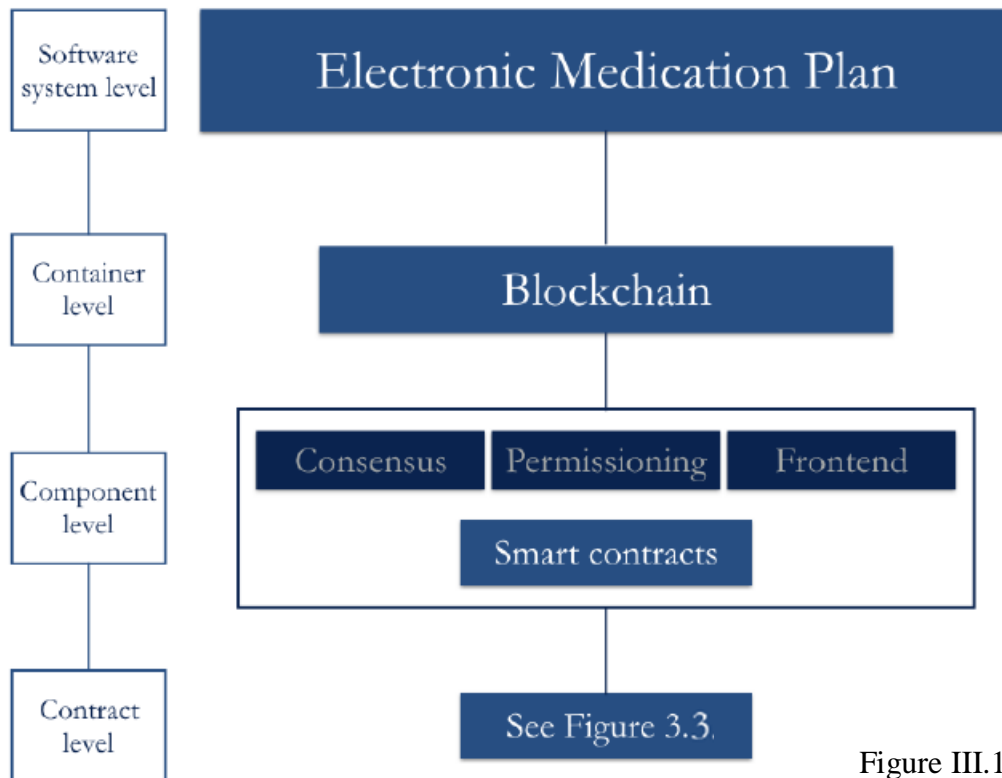 Software
system level
Electronic Medication Plan
Container
level
Blockchain
Component
level
Consensus
Permissioning
Frontend
Smart contracts
Contract
level
See Figure 3.3.
Figure III.1